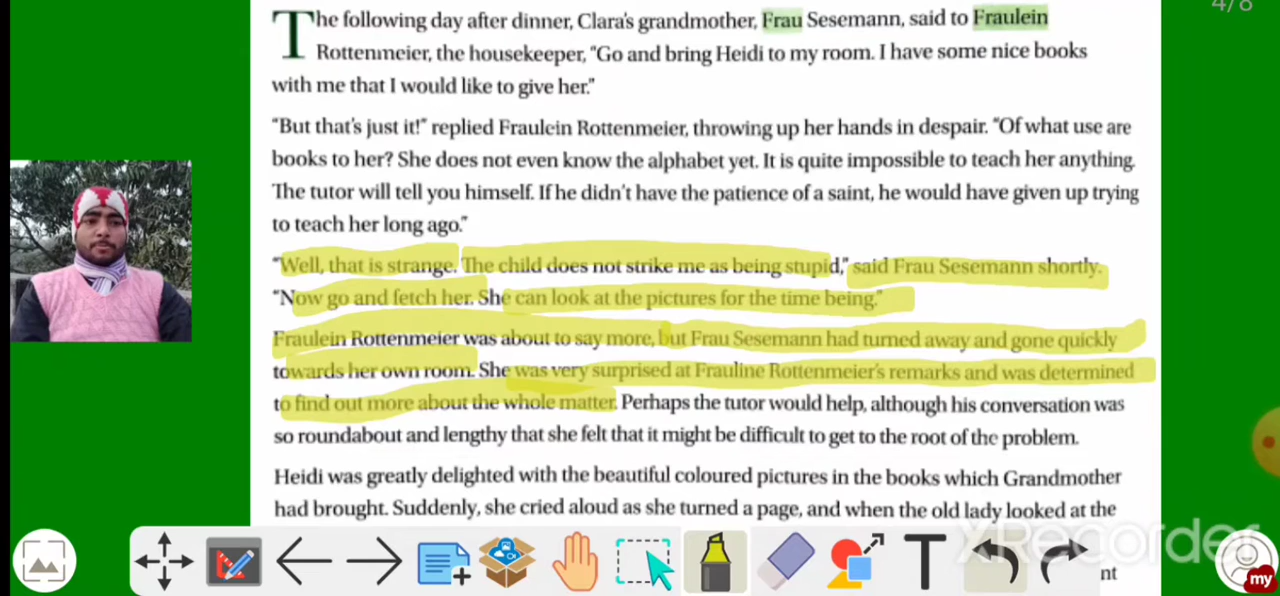 4/8
The following day after dinner, Clara's grandmother, Frau Sesemann, said to Fraulein
Rottenmeier, the housekeeper, “Go and bring Heidi to my room. I have some nice books
with me that I would like to give her.”
“But that's just it!” replied Fraulein Rottenmeier, throwing up her hands in despair. “Of what use are
books to her? She does not even know the alphabet yet. It is quite impossible to teach her anything.
The tutor will tell you himself. If he didn't have the patience of a saint, he would have given up trying
to teach her long ago.”
“Well, that is strange. The child does not strike me as being stupid,” said Frau Sesemann shortly.
“Now go and fetch her. She can look at the pictures for the time being.”
Fraulein Rottenmeier was about to say more, but Frau Sesemann had turned away and gone quickly
towards her own room. She was very surprised at Frauline Rottenmeier's remarks and was determined
to find out more about the whole matter. Perhaps the tutor would help, although his conversation was
so roundabout and lengthy that she felt that it might be difficult to get to the root of the problem.
Heidi was greatly delighted with the beautiful coloured pictures in the books which Grandmother
had brought. Suddenly, she cried aloud as she turned a page, and when the old lady looked at the
XRecorder
T
nt
my